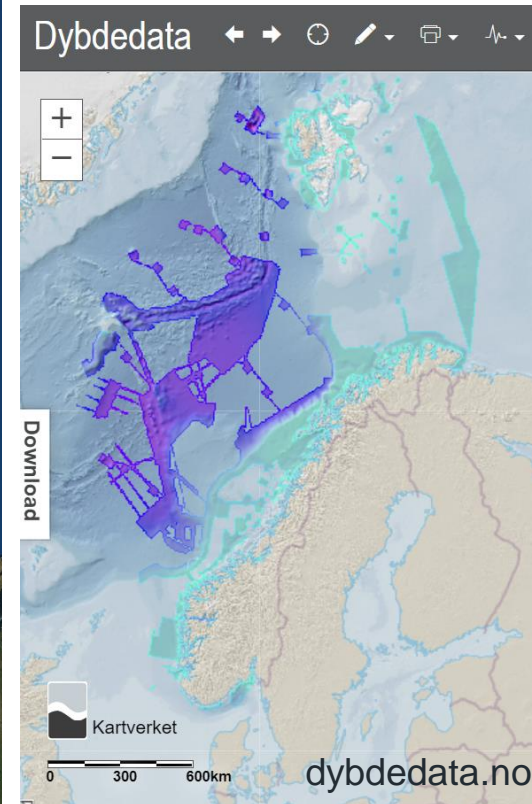 Dybdedata
+
−
Download
Kartverket
0 300 600km
dybdedata.no